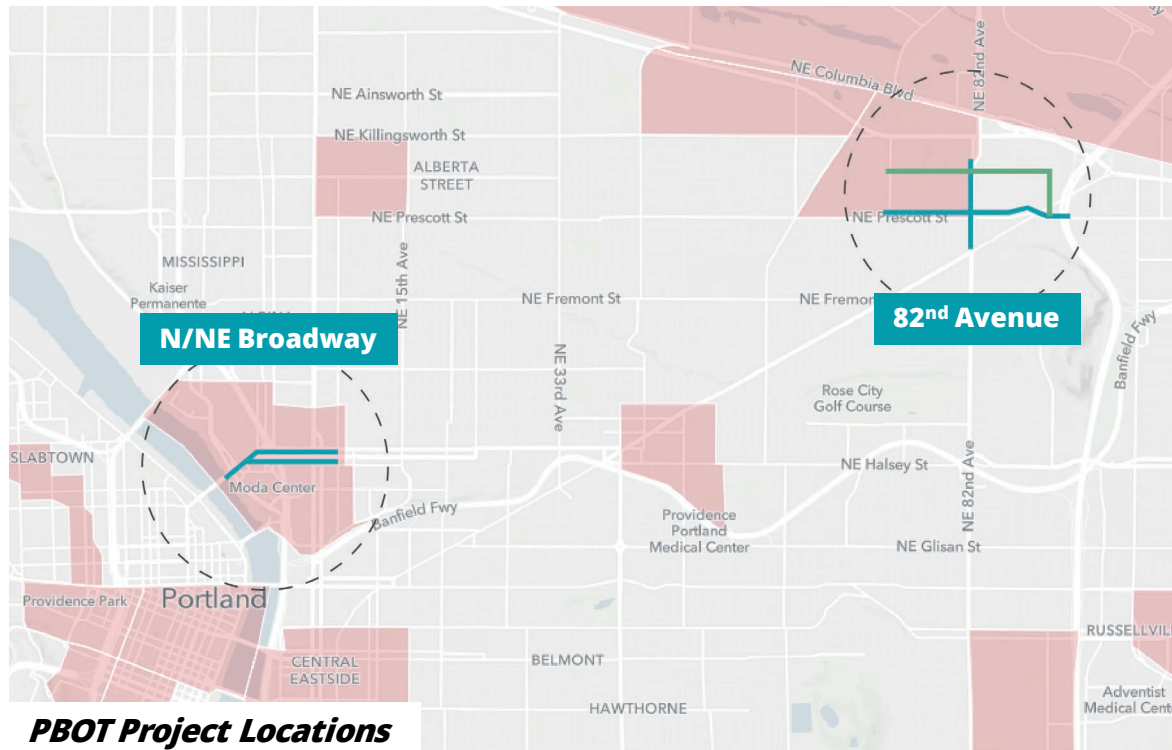 NE 82nd Ave
NE Columbia Blvd
NE Ainsworth St
NE Killingsworth St
ALBERTA
STREET
NE Prescott St
NE Prescott St
MISSISSIPPI
Kaiser
Permanente
NE 15th Ave
NE Fremont St
NE Fremon
82nd Avenue
N/NE Broadway
Banfield Fwy
NE 33rd Ave
Rose City
Golf Course
SLABTOWN
NE Halsey St
NE 82nd Ave
Moda Center
Banfield Fwy
Providence
Portland
Medical Center
NE Glisan St
Providence Park
Portland
RUSSELLVIL
BELMONT
CENTRAL
EASTSIDE
HAWTHORNE
Adventist
Medical Cent
PBOT Project Locations